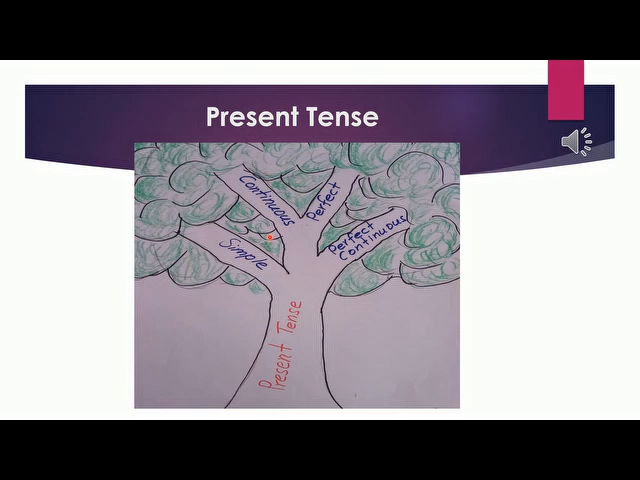 Present Tense
Continuous
Perfect
Simple
Perfect
Continuous
Present Tense